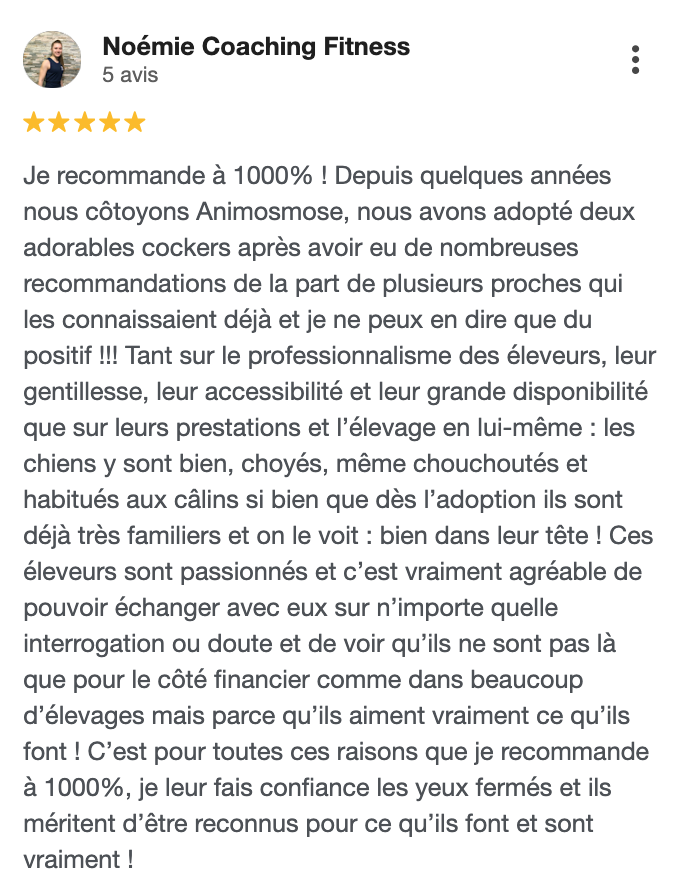 Noémie Coaching Fitness
5 avis
Je recommande à 1000% ! Depuis quelques années
nous côtoyons Animosmose, nous avons adopté deux
adorables cockers après avoir eu de nombreuses
recommandations de la part de plusieurs proches qui
les connaissaient déjà et je ne peux en dire que du
positif !!! Tant sur le professionnalisme des éleveurs, leur
gentillesse, leur accessibilité et leur grande disponibilité
que sur leurs prestations et l’élevage en lui-même : les
chiens y sont bien, choyés, même chouchoutés et
habitués aux câlins si bien que dès l’adoption ils sont
déjà très familiers et on le voit : bien dans leur tête ! Ces
éleveurs sont passionnés et c’est vraiment agréable de
pouvoir échanger avec eux sur n’importe quelle
interrogation ou doute et de voir qu’ils ne sont pas là
que pour le côté financier comme dans beaucoup
d’élevages mais parce qu’ils aiment vraiment ce qu’ils
font ! C’est pour toutes ces raisons que je recommande
à 1000%, je leur fais confiance les yeux fermés et ils
méritent d’être reconnus pour ce qu’ils font et sont
vraiment !